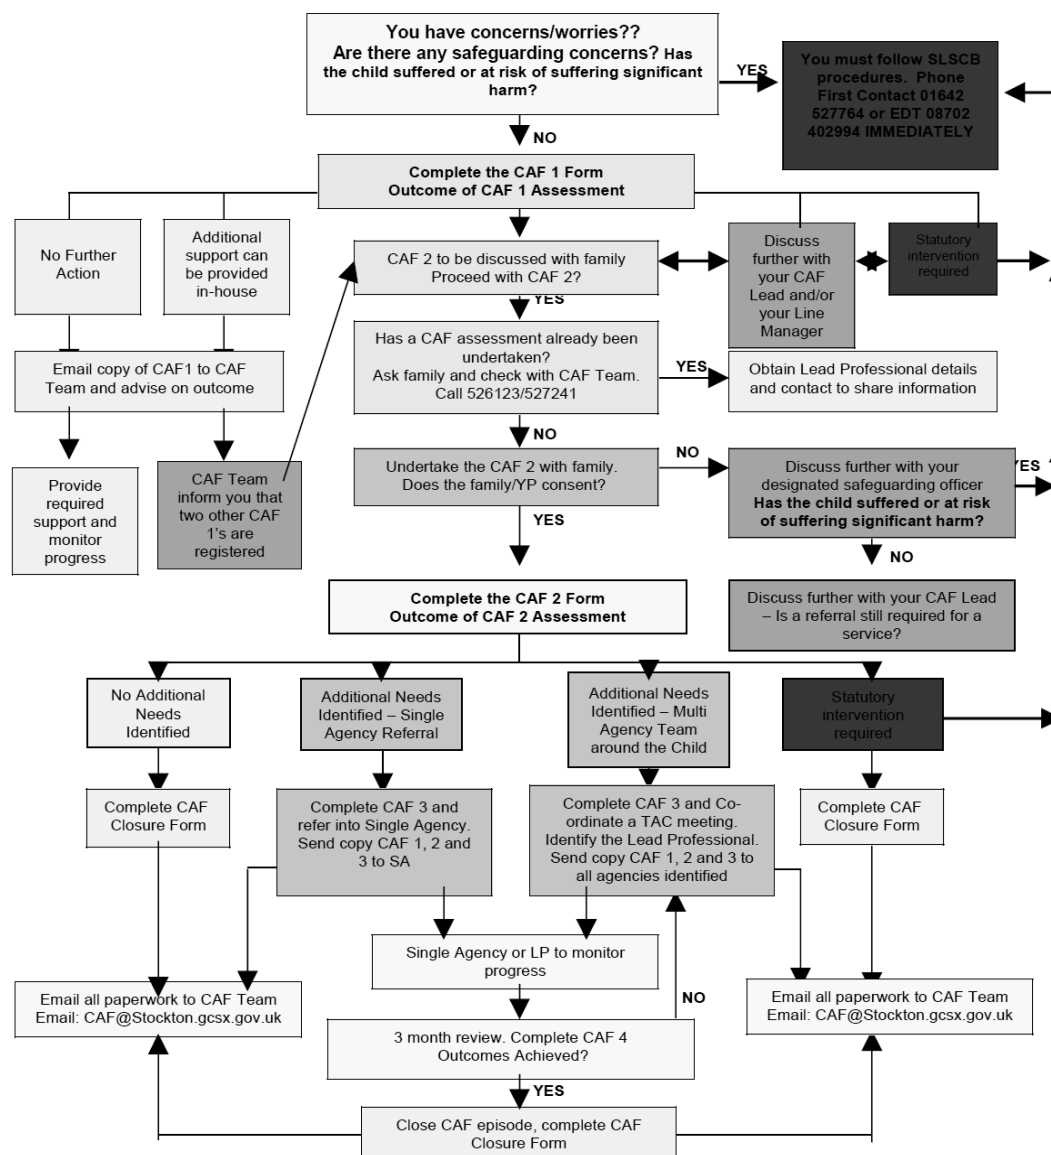 You have concerns/worries??
Are there any safeguarding concerns? Has
the child suffered or at risk of suffering significant
harm?
YES
You must follow SLSCB
procedures. Phone
First Contact 01642
527764 or EDT 08702
402994 IMMEDIATELY
NO
Complete the CAF 1 Form
Outcome of CAF 1 Assessment
No Further
Action
Additional
support can
be provided
in-house
CAF 2 to be discussed with family
Proceed with CAF 2?
Discuss
further with
your CAF
Lead and/or
your Line
Manager
Statutory
intervention
required
YES
Email copy of CAF1 to CAF
Team and advise on outcome
Has a CAF assessment already been
undertaken?
Ask family and check with CAF Team.
Call 526123/527241
YES
Obtain Lead Professional details
and contact to share information
NO
Provide
required
support and
monitor
progress
CAF Team
inform you that
two other CAF
1's are
registered
Undertake the CAF 2 with family.
Does the family/YP consent?
NO
Discuss further with your
designated safeguarding officer
Has the child suffered or at risk
of suffering significant harm?
YES
YES
NO
Complete the CAF 2 Form
Outcome of CAF 2 Assessment
Discuss further with your CAF Lead
– Is a referral still required for a
service?
No Additional
Needs
Identified
Additional Needs
Identified – Single
Agency Referral
Additional Needs
Identified – Multi
Agency Team
around the Child
Statutory
intervention
required
Complete CAF
Closure Form
Complete CAF 3 and
refer into Single Agency.
Send copy CAF 1, 2 and
3 to SA
Complete CAF 3 and Co-
ordinate a TAC meeting.
Identify the Lead Professional.
Send copy CAF 1, 2 and 3 to
all agencies identified
Complete CAF
Closure Form
Single Agency or LP to monitor
progress
NO
Email all paperwork to CAF Team
Email: CAF@Stockton.gcsx.gov.uk
Email all paperwork to CAF Team
Email: CAF@Stockton.gcsx.gov.uk
3 month review. Complete CAF 4
Outcomes Achieved?
YES
Close CAF episode, complete CAF
Closure Form